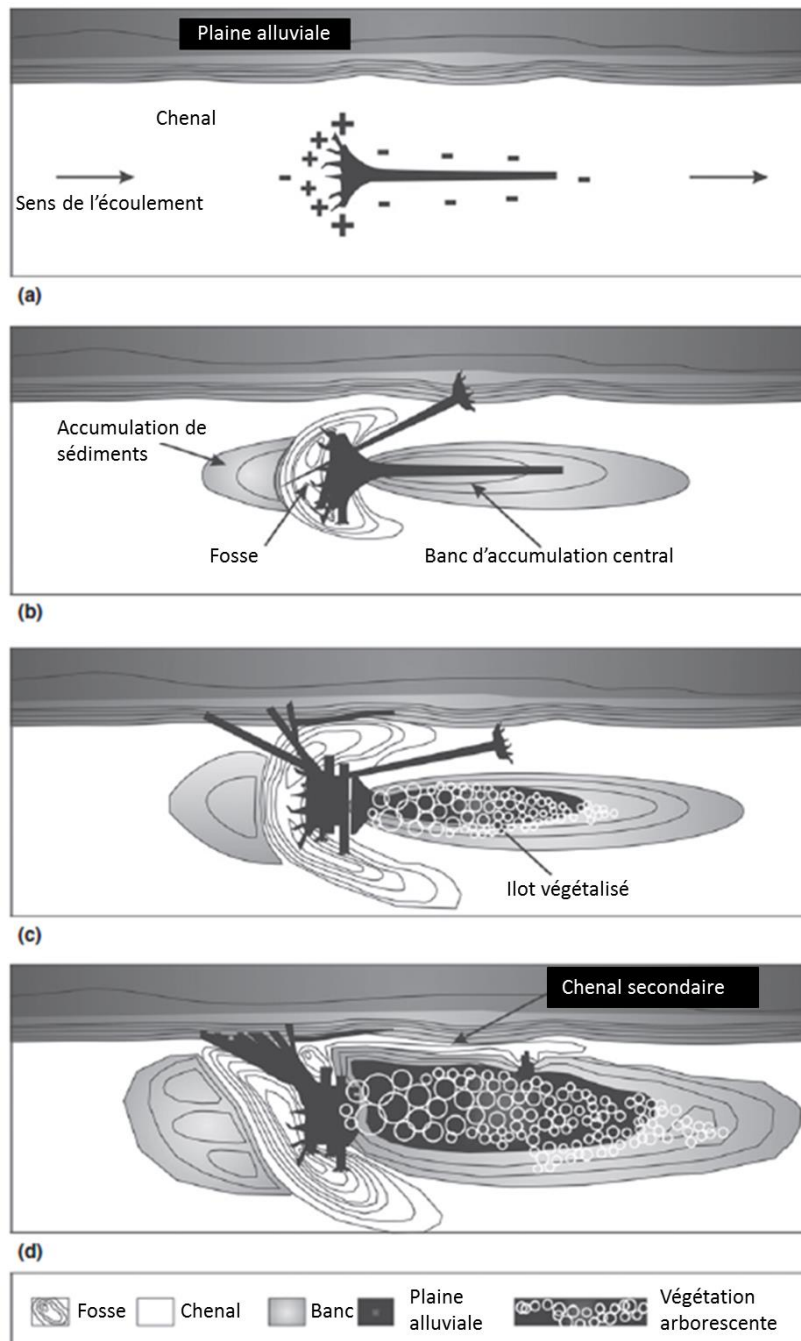 Plaine alluviale
Chenal
Sens de l'écoulement
(a)
Accumulation de
sédiments
Fosse
Banc d'accumulation central
(b)
Ilot végétalisé
(c)
Chenal secondaire
(d)
Fosse
Chenal
Banc
Plaine
alluviale
Végétation
arborescente